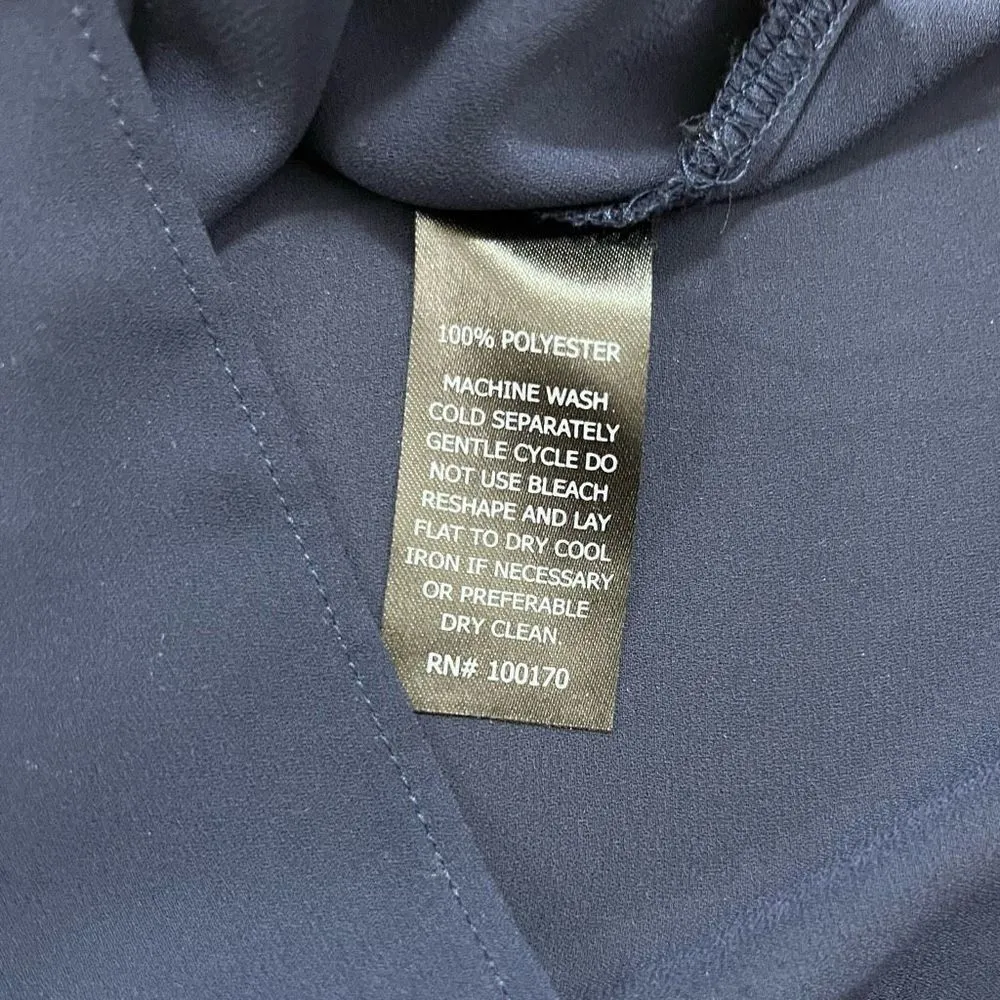 100% POLYESTER
MACHINE WASH
COLD SEPARATELY
GENTLE CYCLE DO
NOT USE BLEACH
RESHAPE AND LAY
FLAT TO DRY COOL
IRON IF NECESSARY
OR PREFERABLE
DRY CLEAN
RN# 100170